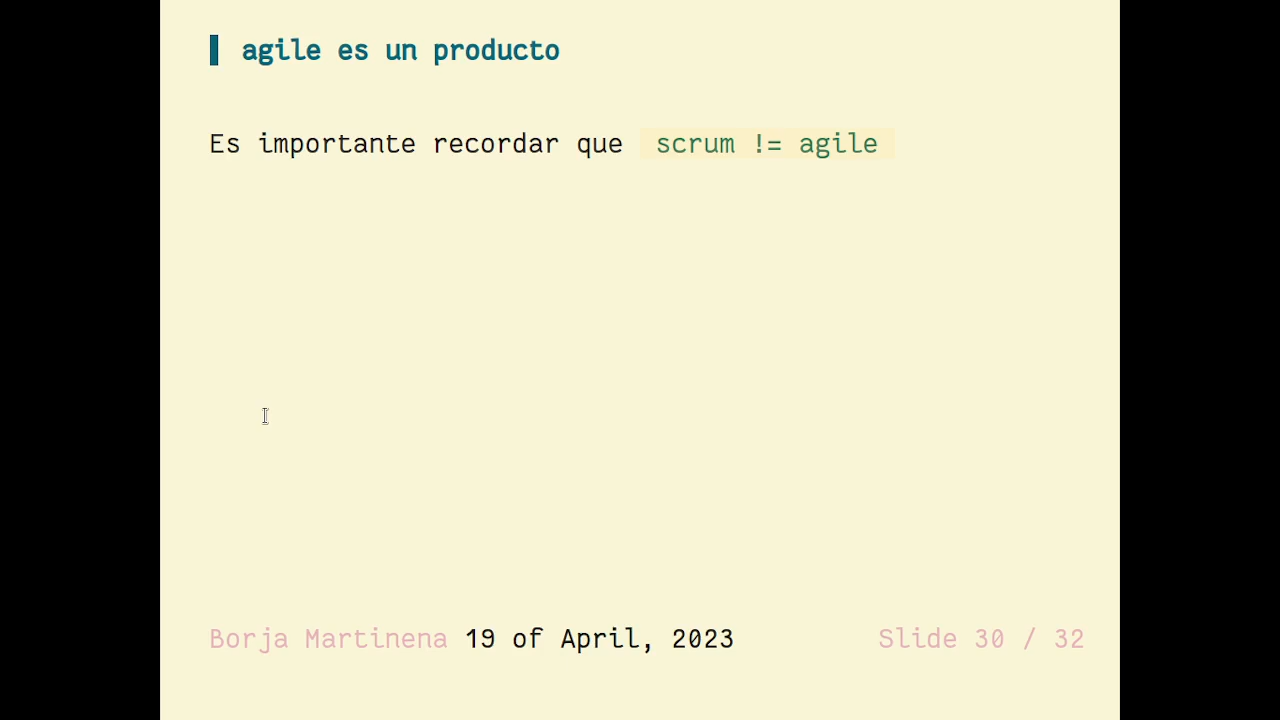 agile es un producto
Es importante recordar que scrum != agile
Borja Martinena 19 of April, 2023 Slide 30 / 32